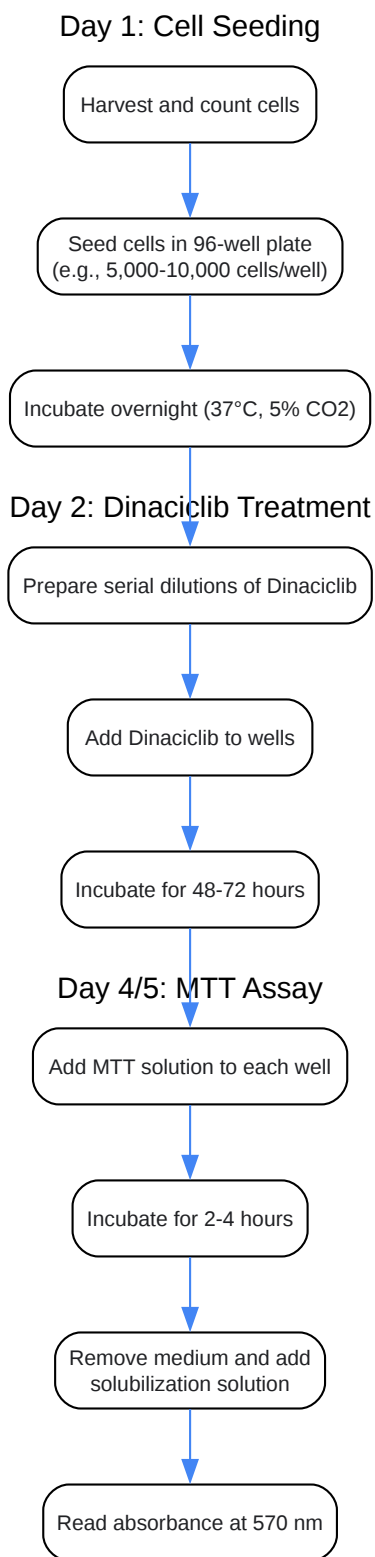 Day 1: Cell Seeding
Harvest and count cells
Seed cells in 96-well plate
(e.g., 5,000-10,000 cells/well)
Incubate overnight (37°C, 5% CO2)
Day 2: Dinaciclib Treatment
Prepare serial dilutions of Dinaciclib
Add Dinaciclib to wells
Incubate for 48-72 hours
Day 4/5: MTT Assay
Add MTT solution to each well
Incubate for 2-4 hours
Remove medium and add
solubilization solution
Read absorbance at 570 nm